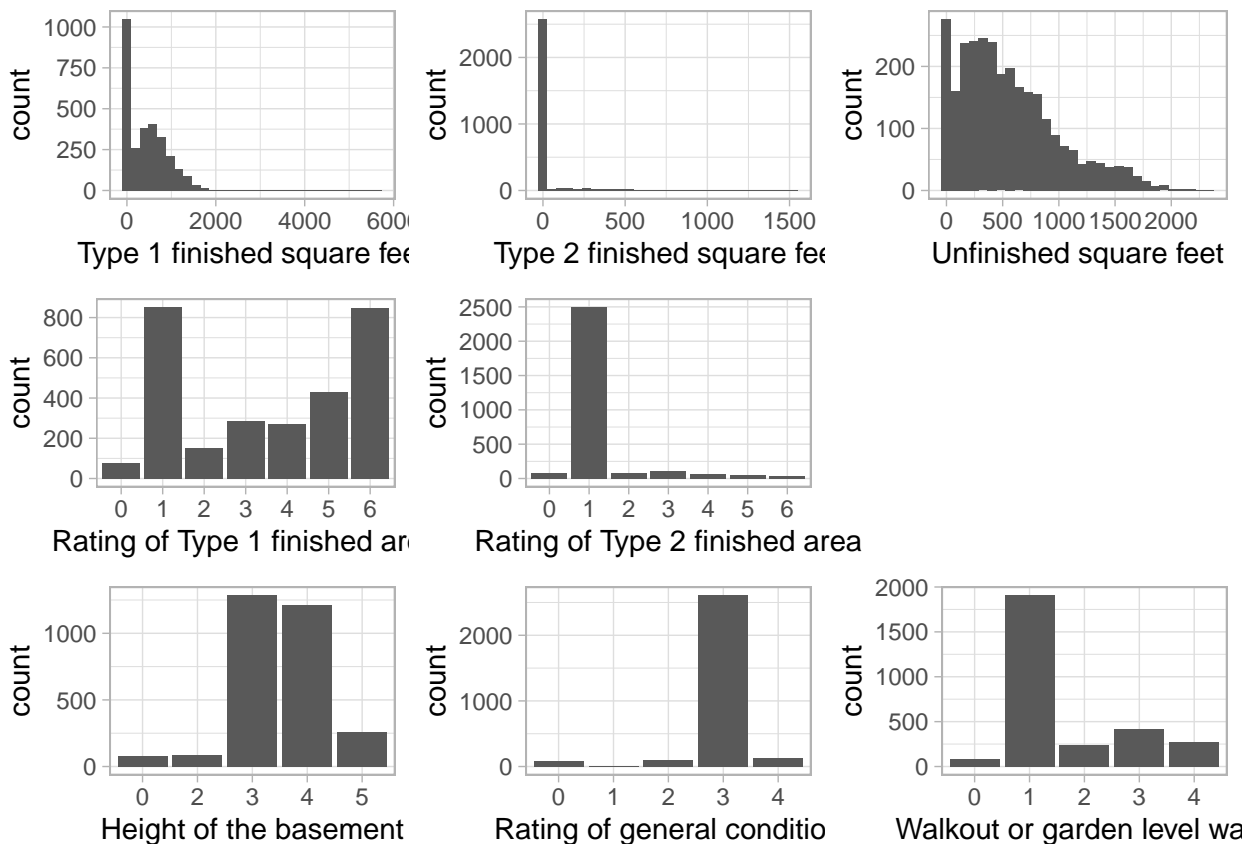 count
1000
750
500
250
0
0 2000 4000 6000
Type 1 finished square fee
count
2000
1000
0
0 500 1000 1500
Type 2 finished square fee
count
200
100
0
0 500 1000 1500 2000
Unfinished square feet
count
800
600
400
200
0
0 1 2 3 4 5 6
Rating of Type 1 finished are
count
2500
2000
1500
1000
500
0
0 1 2 3 4 5 6
Rating of Type 2 finished area
count
1000
500
0
0 2 3 4 5
Height of the basement
count
2000
1000
0
0 1 2 3 4
Rating of general conditio
count
2000
1500
1000
500
0
0 1 2 3 4
Walkout or garden level wa